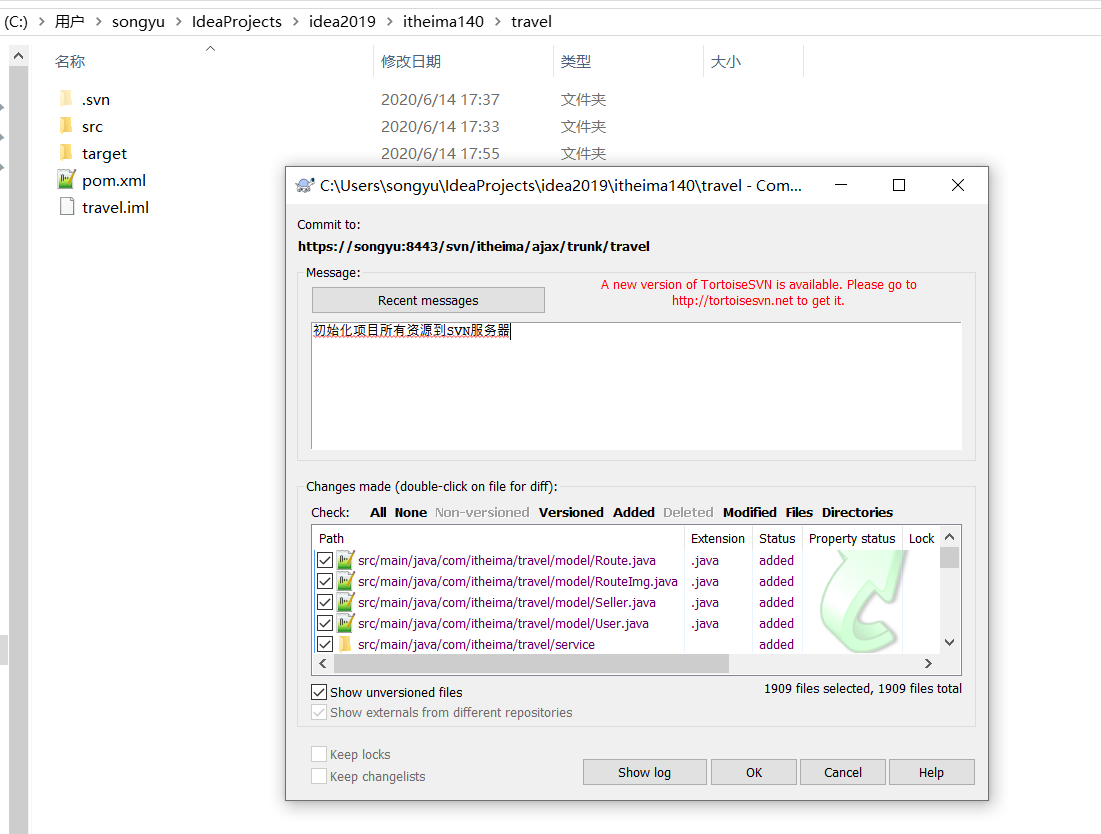 (C:) > 用户 > songyu > IdeaProjects > idea2019 > itheima140 > travel
名称 修改日期 类型 大小
.svn 2020/6/14 17:37 文件夹
src 2020/6/14 17:33 文件夹
target 2020/6/14 17:55 文件夹
pom.xml
travel.iml
C:\Users\songyu\IdeaProjects\idea2019\itheima140\travel - Com...
Commit to:
https://songyu:8443/svn/itheima/ajax/trunk/travel
Message:
A new version of TortoiseSVN is available. Please go to
http://tortoisesvn.net to get it.
Recent messages
初始化项目所有资源到SVN服务器
Changes made (double-click on file for diff):
Check: All None Non-versioned Versioned Added Deleted Modified Files Directories
Path Extension Status Property status Lock
src/main/java/com/itheima/travel/model/Route.java .java added
src/main/java/com/itheima/travel/model/RouteImg.java .java added
src/main/java/com/itheima/travel/model/Seller.java .java added
src/main/java/com/itheima/travel/model/User.java .java added
src/main/java/com/itheima/travel/service added
Show unversioned files
1909 files selected, 1909 files total
Show externals from different repositories
Keep locks
Keep changelists
Show log OK Cancel Help